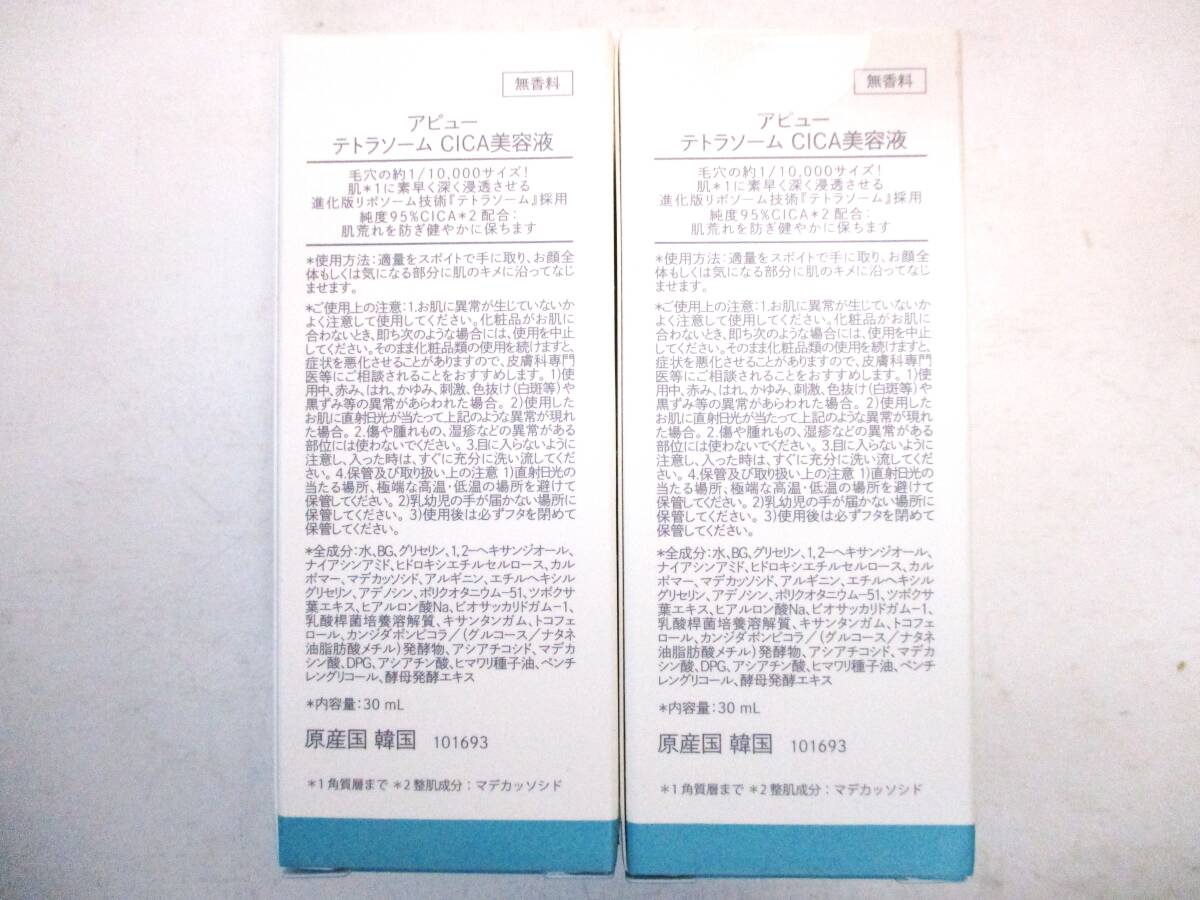 無香料
アピュー
テトラソーム CICA美容液
毛穴の約1/10,000サイズ!
肌*1に素早く深く浸透させる
進化版リポソーム技術『テトラソーム』採用
純度95%CICA*2配合:
肌荒れを防ぎ健やかに保ちます
*使用方法:適量をスポイトで手に取り、お顔全
体もしくは気になる部分に肌のキメに沿ってなじ
ませます。
*ご使用上の注意:1.お肌に異常が生じていないか
よく注意して使用してください。化粧品がお肌に
合わないとき、即ち次のような場合には、使用を中止
してください。そのまま化粧品類の使用を続けますと、
症状を悪化させることがありますので、皮膚科専門
医等にご相談されることをおすすめします。1)使
用中、赤み、はれ、かゆみ、刺激、色抜け(白斑等)や
黒ずみ等の異常があらわれた場合。2)使用した
お肌に直射日光が当たって上記のような異常が現れ
た場合。2.傷や腫れもの、湿疹などの異常がある
部位には使わないでください。3.目に入らないように
注意し、入った時は、すぐに充分に洗い流してくだ
さい。4.保管及び取り扱い上の注意 1)直射日光の
当たる場所、極端な高温・低温の場所を避けて
保管してください。2)乳幼児の手が届かない場所に
保管してください。3)使用後は必ずフタを閉めて
保管してください。
*全成分:水、BG、グリセリン、1,2-ヘキサンジオール、
ナイアシンアミド、ヒドロキシエチルセルロース、カル
ボマー、マデカッソシド、アルギニン、エチルヘキシル
グリセリン、アデノシン、ポリクオタニウム-51、ツボクサ
葉エキス、ヒアルロン酸Na、ビオサッカリドガム-1、
乳酸桿菌培養溶解質、キサンタンガム、トコフェ
ロール、カンジダボンビコラ/(グルコース/ナタネ
油脂肪酸メチル)発酵物、アシアチコシド、マデカ
シン酸、DPG、アシアチン酸、ヒマワリ種子油、ペンチ
レングリコール、酵母発酵エキス
*内容量:30 mL
原産国 韓国 101693
*1角質層まで *2整肌成分:マデカッソシド
無香料
アピュー
テトラソーム CICA美容液
毛穴の約1/10,000サイズ!
肌*1に素早く深く浸透させる
進化版リポソーム技術『テトラソーム』採用
純度95%CICA*2配合:
肌荒れを防ぎ健やかに保ちます
*使用方法:適量をスポイトで手に取り、お顔全
体もしくは気になる部分に肌のキメに沿ってなじ
ませます。
*ご使用上の注意:1.お肌に異常が生じていないか
よく注意して使用してください。化粧品がお肌に
合わないとき、即ち次のような場合には、使用を中止
してください。そのまま化粧品類の使用を続けますと、
症状を悪化させることがありますので、皮膚科専門
医等にご相談されることをおすすめします。1)使
用中、赤み、はれ、かゆみ、刺激、色抜け(白斑等)や
黒ずみ等の異常があらわれた場合。2)使用した
お肌に直射日光が当たって上記のような異常が現れ
た場合。2.傷や腫れもの、湿疹などの異常がある
部位には使わないでください。3.目に入らないように
注意し、入った時は、すぐに充分に洗い流してくだ
さい。4.保管及び取り扱い上の注意 1)直射日光の
当たる場所、極端な高温・低温の場所を避けて
保管してください。2)乳幼児の手が届かない場所に
保管してください。3)使用後は必ずフタを閉めて
保管してください。
*全成分:水、BG、グリセリン、1,2-ヘキサンジオール、
ナイアシンアミド、ヒドロキシエチルセルロース、カル
ボマー、マデカッソシド、アルギニン、エチルヘキシル
グリセリン、アデノシン、ポリクオタニウム-51、ツボクサ
葉エキス、ヒアルロン酸Na、ビオサッカリドガム-1、
乳酸桿菌培養溶解質、キサンタンガム、トコフェ
ロール、カンジダボンビコラ/(グルコース/ナタネ
油脂肪酸メチル)発酵物、アシアチコシド、マデカ
シン酸、DPG、アシアチン酸、ヒマワリ種子油、ペンチ
レングリコール、酵母発酵エキス
*内容量:30 mL
原産国 韓国 101693
*1角質層まで *2整肌成分:マデカッソシド